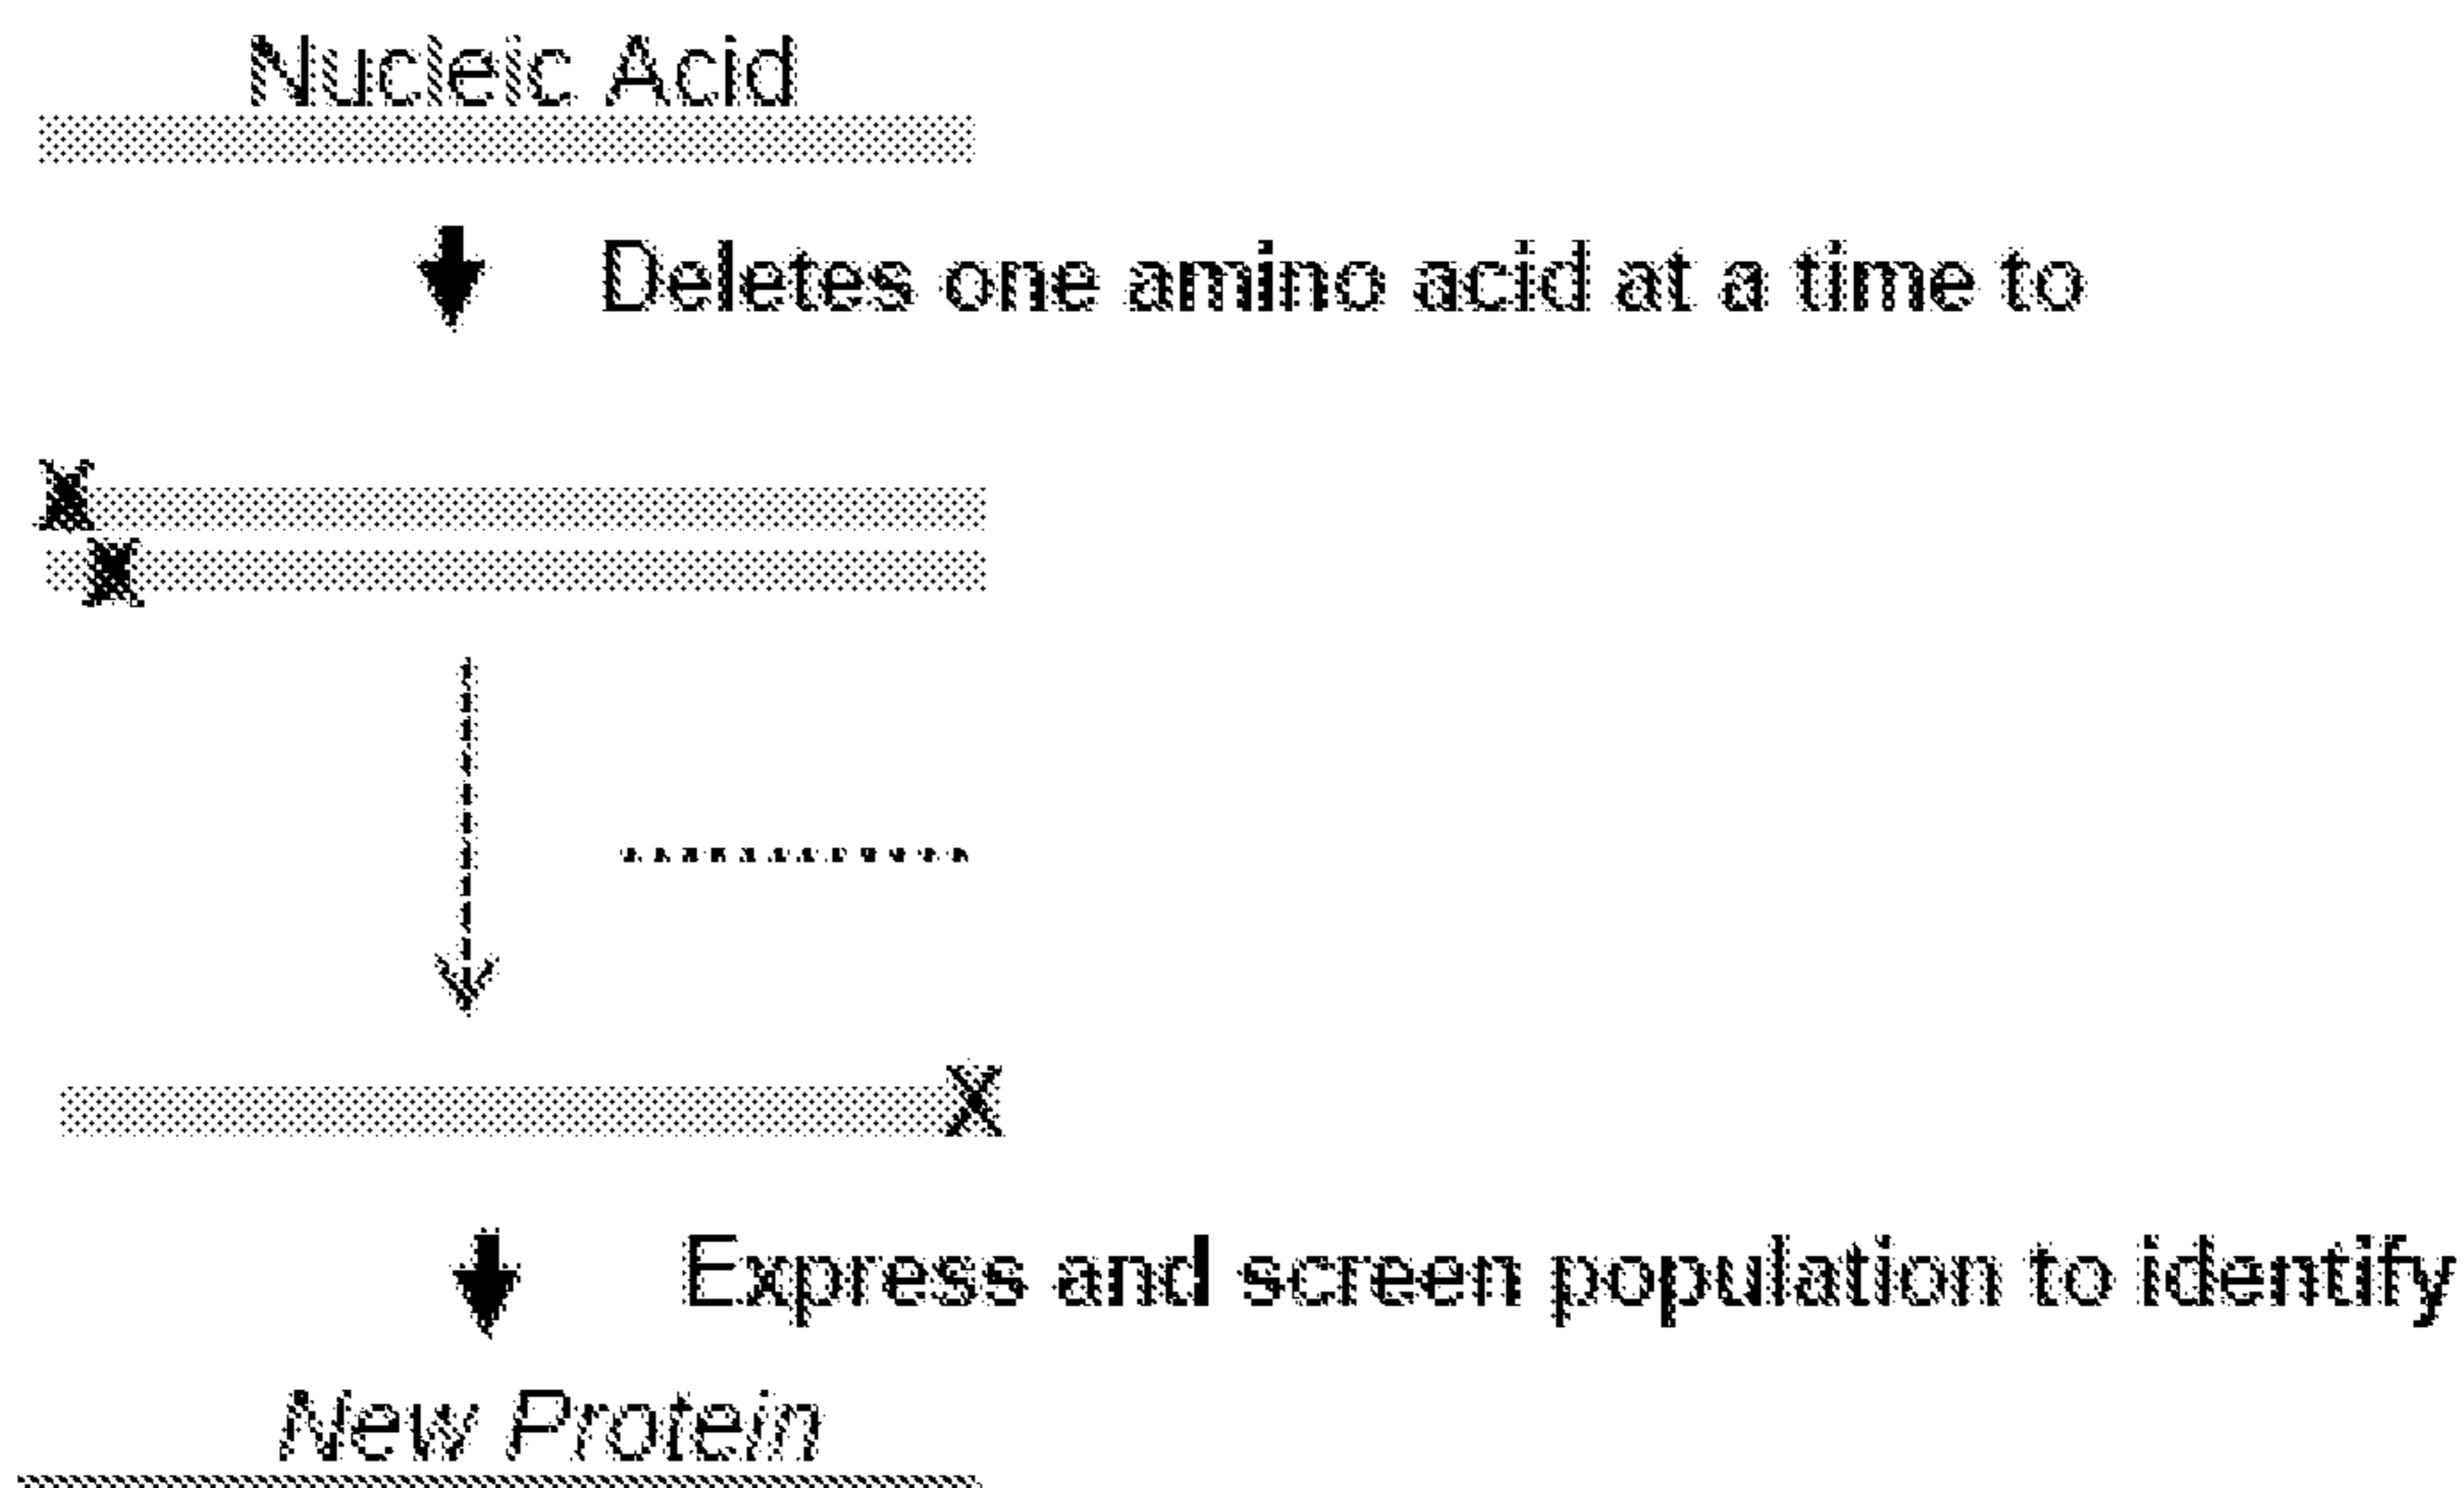 Nucleic Acid
Deletes one amino acid at a time to
X
X
X
Express and screen population to identify
New Protein